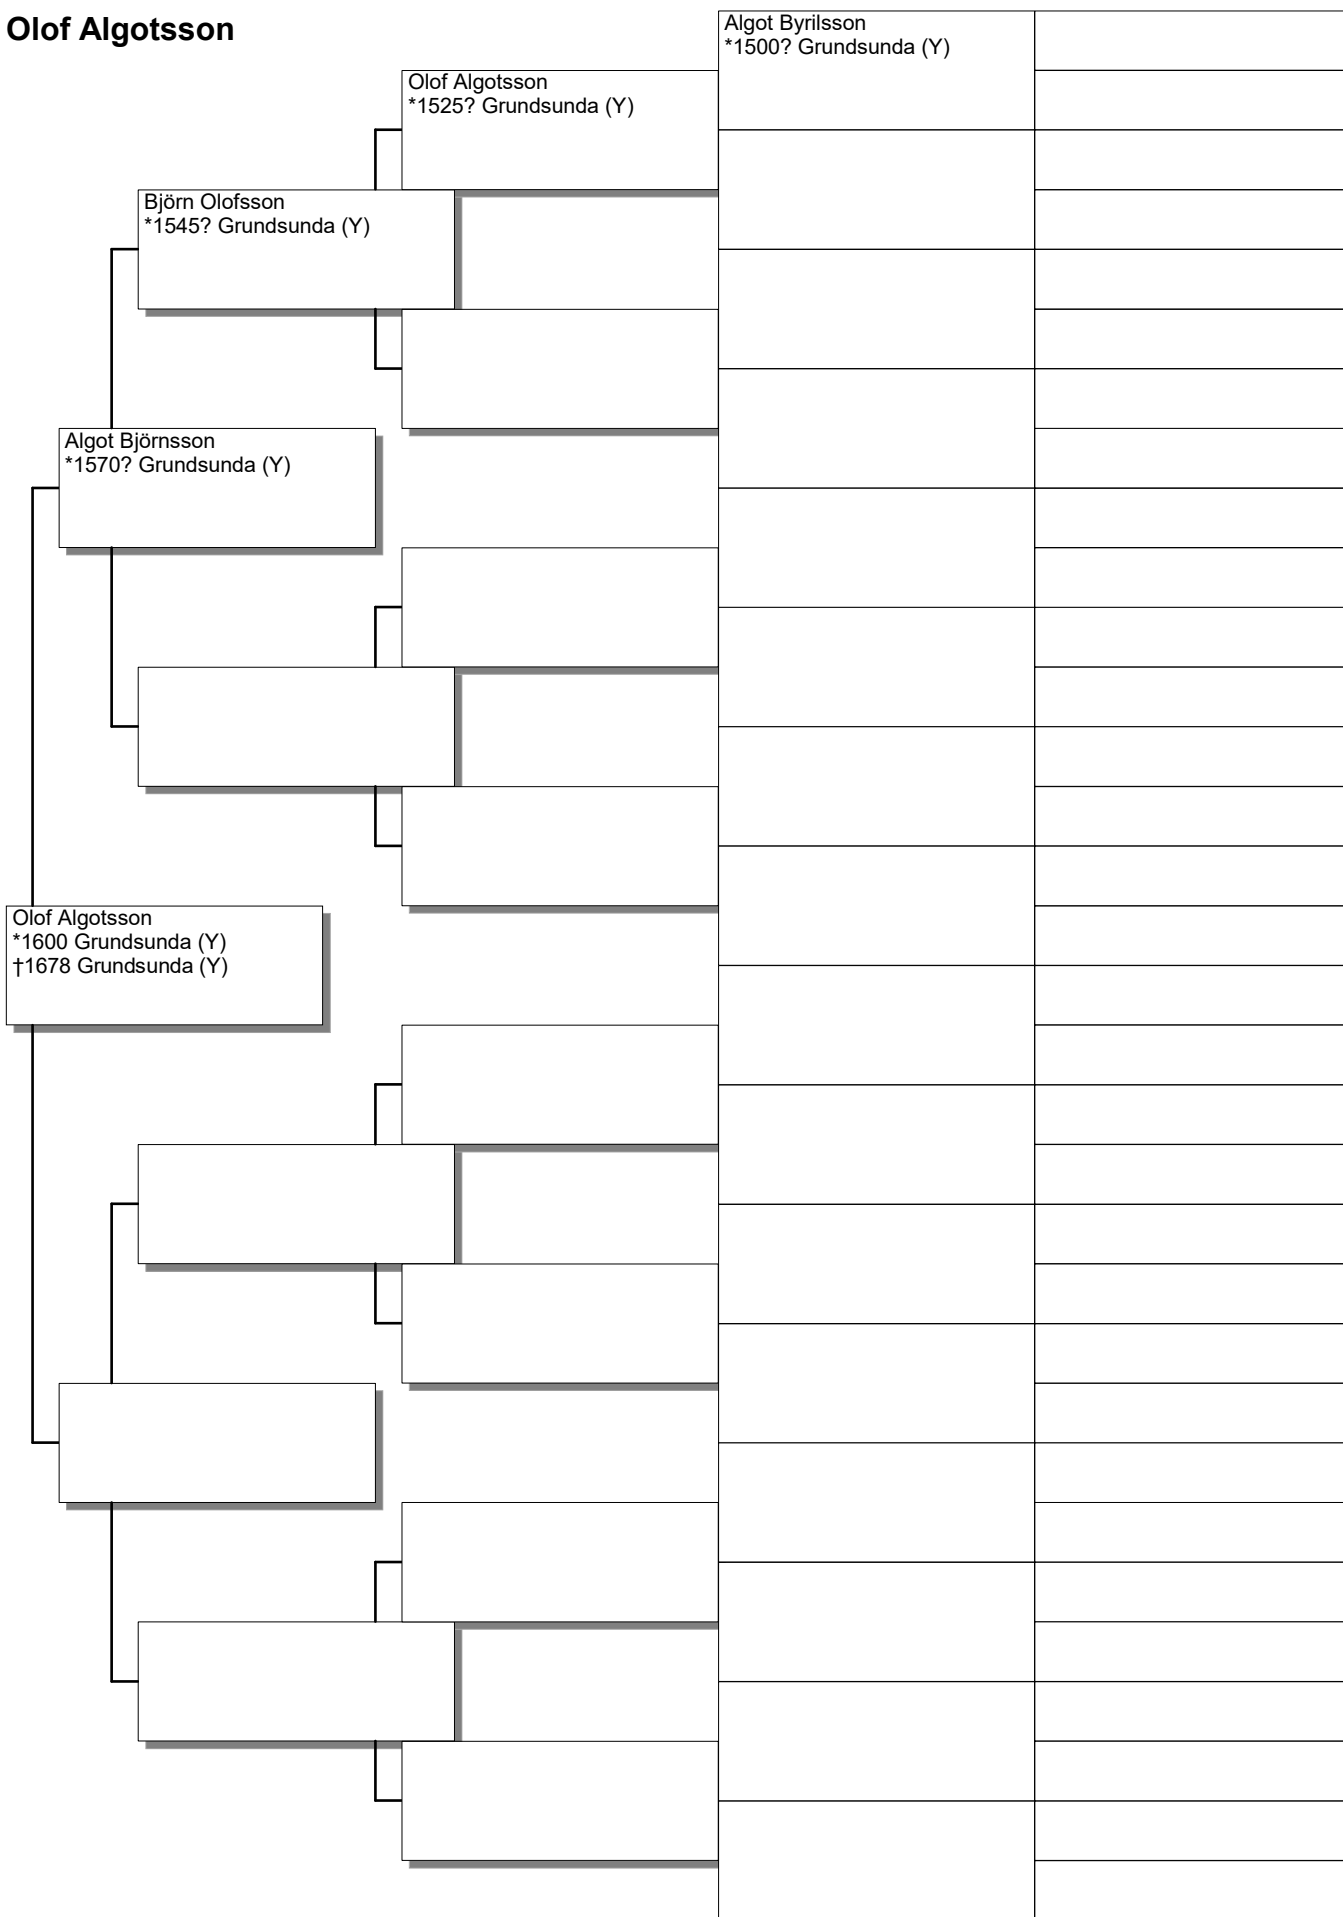 Olof Algotsson
Algot Byrilsson
*1500? Grundsunda (Y)
Olof Algotsson
*1525? Grundsunda (Y)
Björn Olofsson
*1545? Grundsunda (Y)
Algot Björnsson
*1570? Grundsunda (Y)
Olof Algotsson
*1600 Grundsunda (Y)
†1678 Grundsunda (Y)